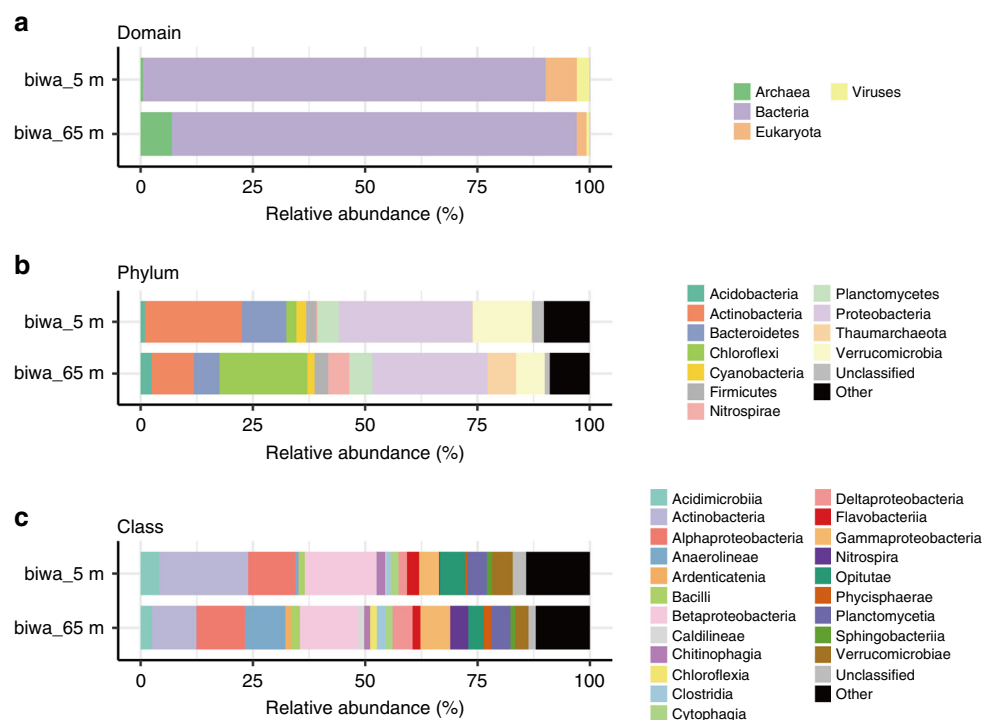 a
Domain
biwa_5 m
biwa_65 m
0 25 50 75 100
Relative abundance (%)
Archaea Viruses
Bacteria
Eukaryota
b
Phylum
biwa_5 m
biwa_65 m
0 25 50 75 100
Relative abundance (%)
Acidobacteria Planctomycetes
Actinobacteria Proteobacteria
Bacteroidetes Thaumarchaeota
Chloroflexi Verrucomicrobia
Cyanobacteria Unclassified
Firmicutes Other
Nitrospirae
c
Class
biwa_5 m
biwa_65 m
0 25 50 75 100
Relative abundance (%)
Acidimicrobiia Deltaproteobacteria
Actinobacteria Flavobacteriia
Alphaproteobacteria Gammaproteobacteria
Anaerolineae Nitrospira
Ardenticatenia Opitutae
Bacilli Phycisphaerae
Betaproteobacteria Planctomycetia
Caldilineae Sphingobacteriia
Chitinophagia Verrucomicrobiae
Chloroflexia Unclassified
Clostridia Other
Cytophagia